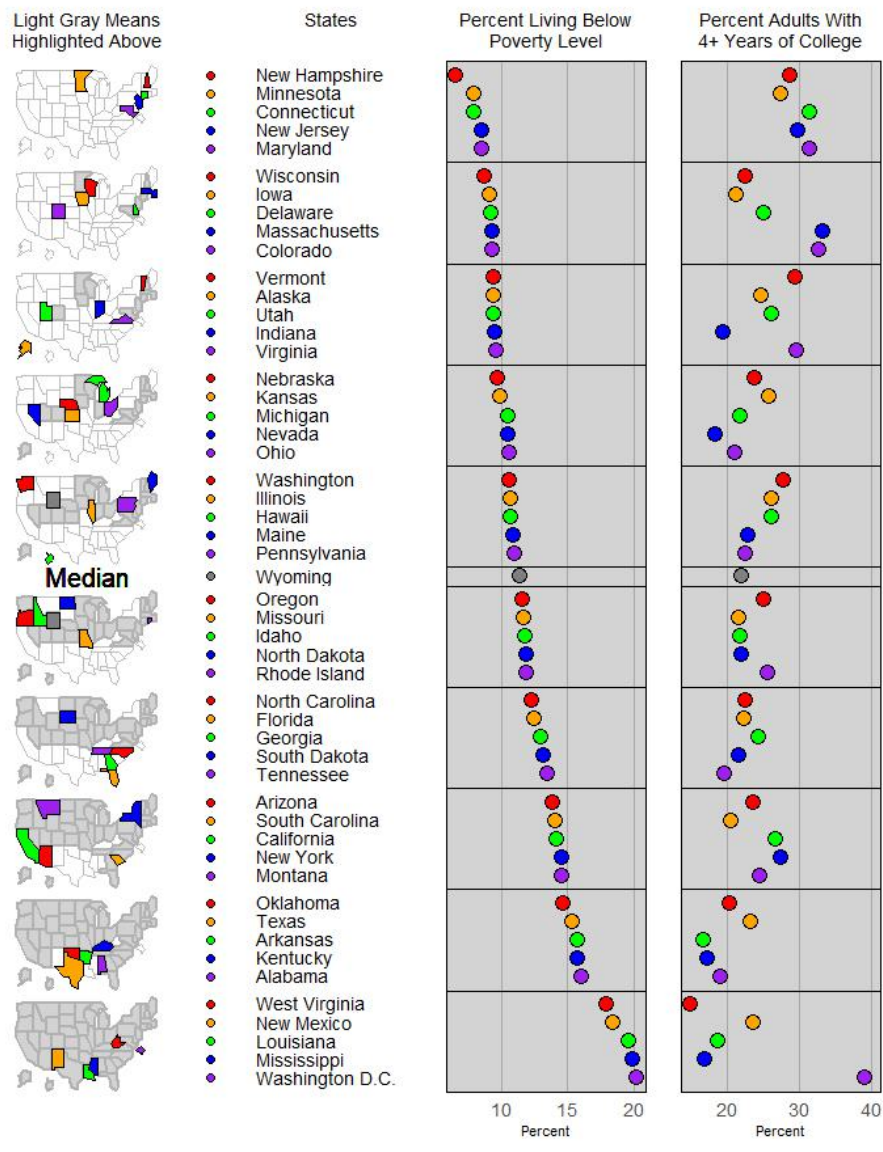 Light Gray Means
Highlighted Above
States
Percent Living Below
Poverty Level
Percent Adults With
4+ Years of College
New Hampshire
Minnesota
Connecticut
New Jersey
Maryland
Wisconsin
Iowa
Delaware
Massachusetts
Colorado
Vermont
Alaska
Utah
Indiana
Virginia
Nebraska
Kansas
Michigan
Nevada
Ohio
Washington
Illinois
Hawaii
Maine
Pennsylvania
Median
Wyoming
Oregon
Missouri
Idaho
North Dakota
Rhode Island
North Carolina
Florida
Georgia
South Dakota
Tennessee
Arizona
South Carolina
California
New York
Montana
Oklahoma
Texas
Arkansas
Kentucky
Alabama
West Virginia
New Mexico
Louisiana
Mississippi
Washington D.C.
10 15 20
Percent
20 30 40
Percent